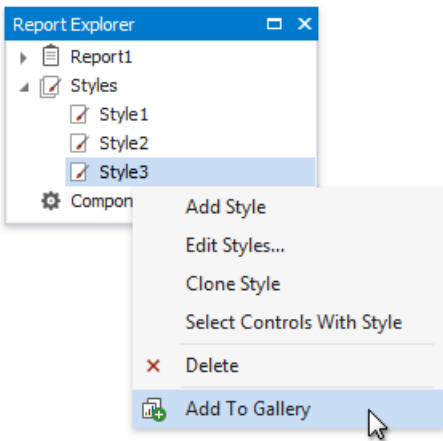 Report Explorer
Report1
Styles
Style1
Style2
Style3
Compon
Add Style
Edit Styles...
Clone Style
Select Controls With Style
Delete
Add To Gallery